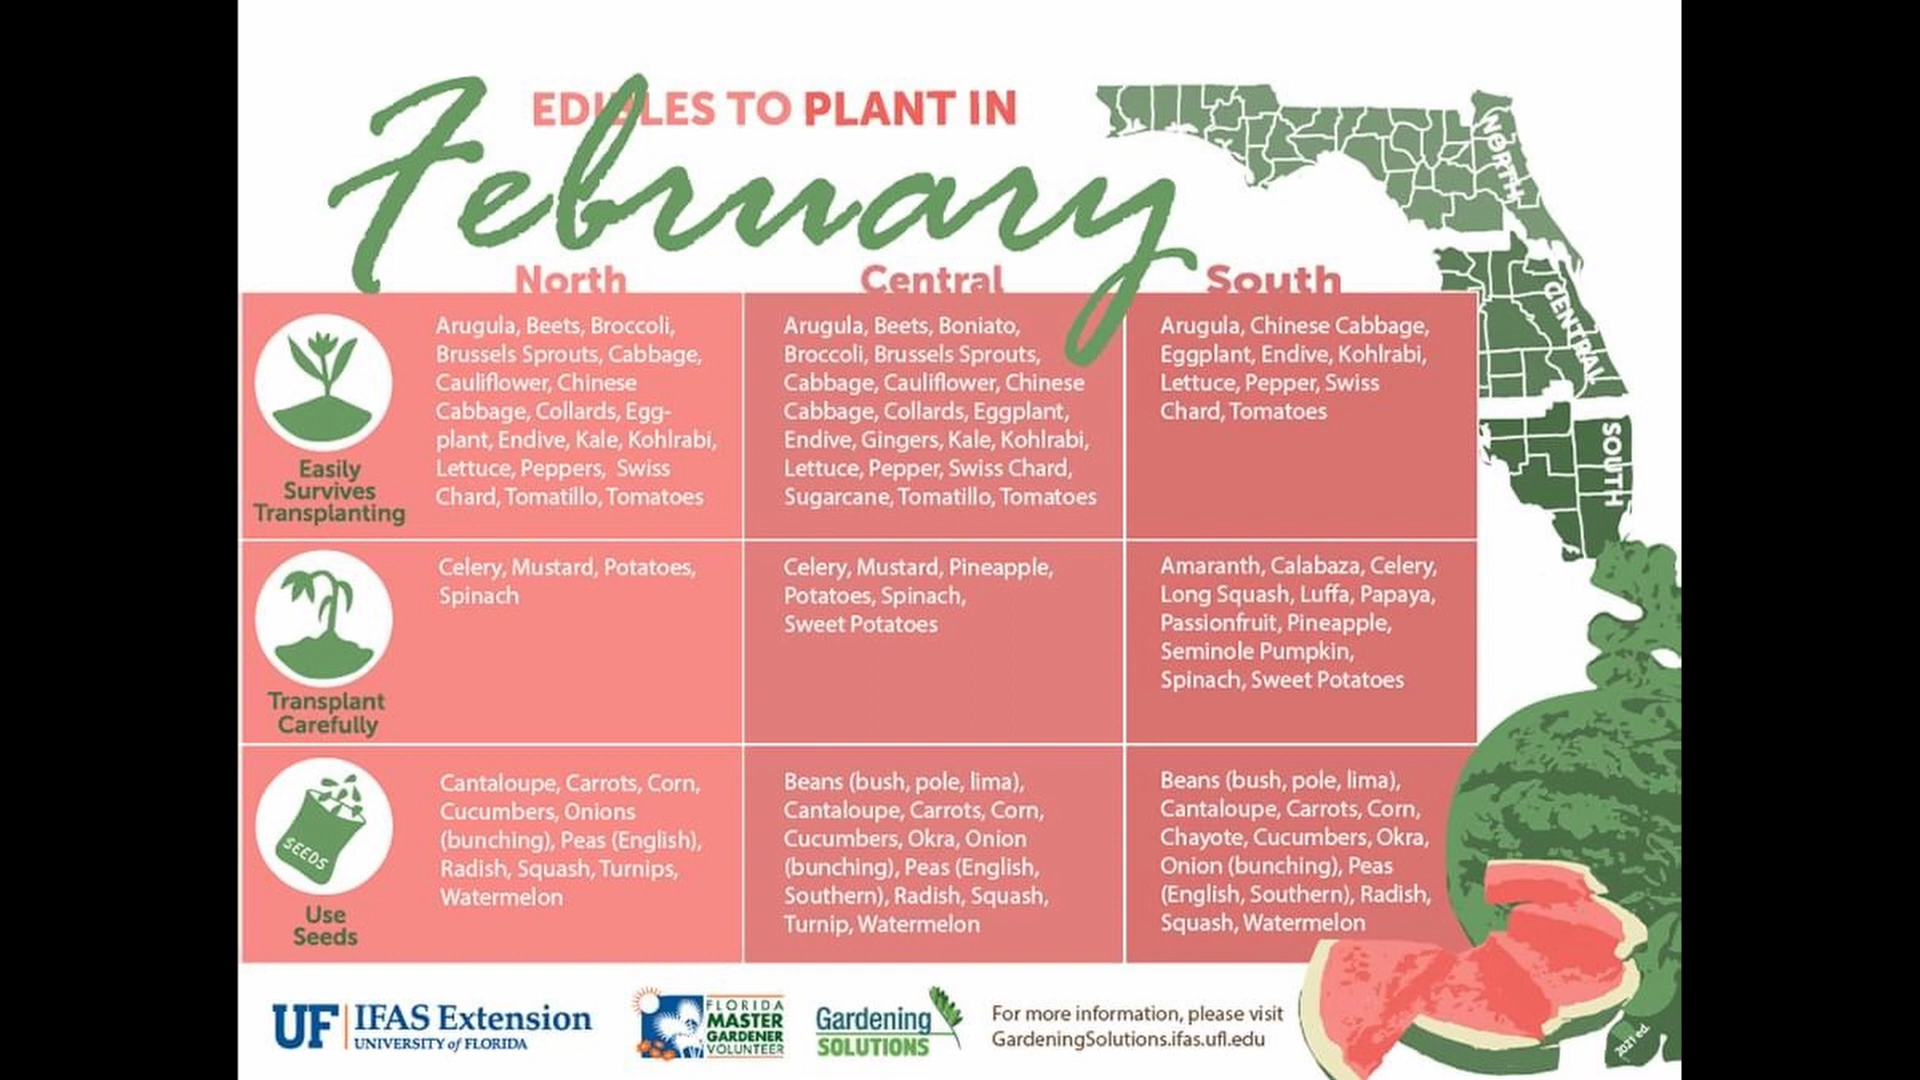 EDIBLES TO PLANT IN
February
North
Central
South
NORTH
CENTRAL
SOUTH
Easily
Survives
Transplanting
Arugula, Beets, Broccoli,
Brussels Sprouts, Cabbage,
Cauliflower, Chinese
Cabbage, Collards, Egg-
plant, Endive, Kale, Kohlrabi,
Lettuce, Peppers, Swiss
Chard, Tomatillo, Tomatoes
Arugula, Beets, Boniato,
Broccoli, Brussels Sprouts,
Cabbage, Cauliflower, Chinese
Cabbage, Collards, Eggplant,
Endive, Gingers, Kale, Kohlrabi,
Lettuce, Pepper, Swiss Chard,
Sugarcane, Tomatillo, Tomatoes
Arugula, Chinese Cabbage,
Eggplant, Endive, Kohlrabi,
Lettuce, Pepper, Swiss
Chard, Tomatoes
Transplant
Carefully
Celery, Mustard, Potatoes,
Spinach
Celery, Mustard, Pineapple,
Potatoes, Spinach,
Sweet Potatoes
Amaranth, Calabaza, Celery,
Long Squash, Luffa, Papaya,
Passionfruit, Pineapple,
Seminole Pumpkin,
Spinach, Sweet Potatoes
SEEDS
Use
Seeds
Cantaloupe, Carrots, Corn,
Cucumbers, Onions
(bunching), Peas (English),
Radish, Squash, Turnips,
Watermelon
Beans (bush, pole, lima),
Cantaloupe, Carrots, Corn,
Cucumbers, Okra, Onion
(bunching), Peas (English,
Southern), Radish, Squash,
Turnip, Watermelon
Beans (bush, pole, lima),
Cantaloupe, Carrots, Corn,
Chayote, Cucumbers, Okra,
Onion (bunching), Peas
(English, Southern), Radish,
Squash, Watermelon
UF IFAS Extension
UNIVERSITY of FLORIDA
FLORIDA
MASTER
GARDENER
VOLUNTEER
Gardening
SOLUTIONS
For more information, please visit
GardeningSolutions.ifas.ufl.edu
2021 ed.